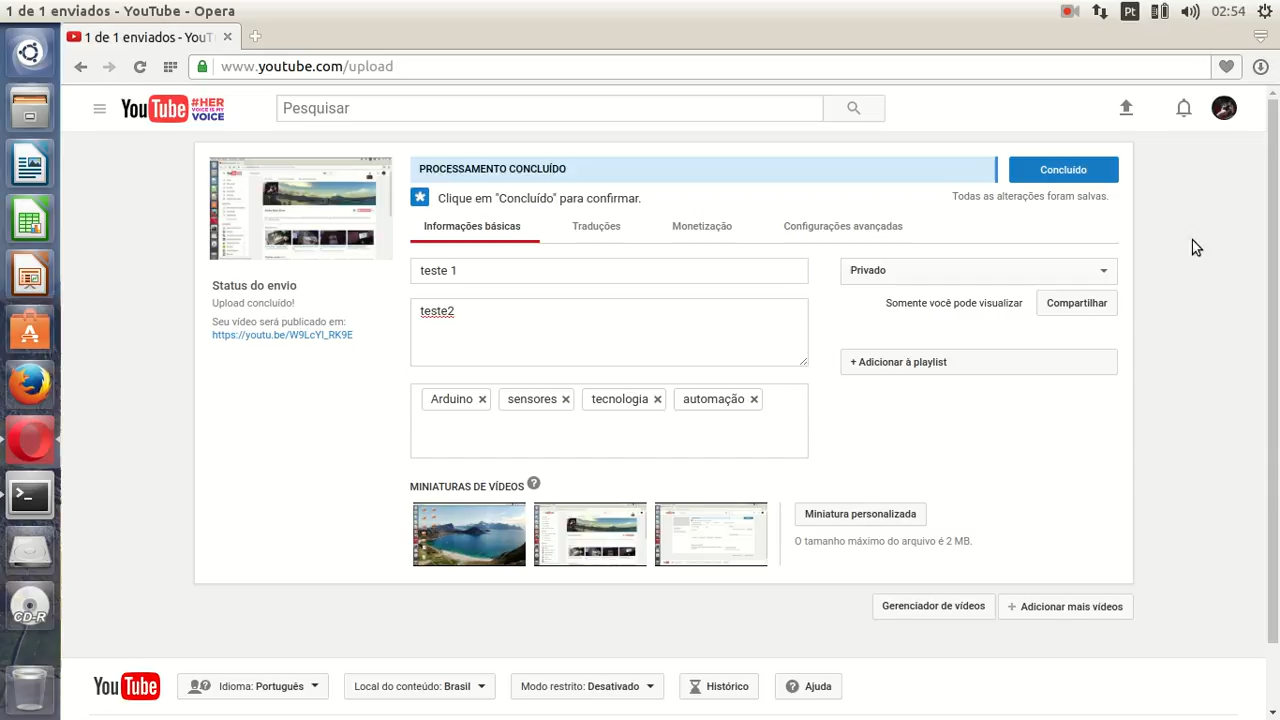 1 de 1 enviados - YouTube - Opera
Pt
02:54
1 de 1 enviados - YouT
www.youtube.com/upload
YouTube
#HER VOICE IS MY VOICE
Pesquisar
PROCESSAMENTO CONCLUÍDO
Concluído
Clique em "Concluído" para confirmar.
Todas as alterações foram salvas.
Informações básicas
Traduções
Monetização
Configurações avançadas
teste 1
Privado
Status do envio
Upload concluído!
Seu vídeo será publicado em:
https://youtu.be/W9LcYl_RK9E
teste2
Somente você pode visualizar
Compartilhar
+ Adicionar à playlist
Arduino
sensores
tecnologia
automação
MINIATURAS DE VÍDEOS
Miniatura personalizada
O tamanho máximo do arquivo é 2 MB.
Gerenciador de vídeos
+ Adicionar mais vídeos
CD-R
YouTube
Idioma: Português
Local do conteúdo: Brasil
Modo restrito: Desativado
Histórico
Ajuda